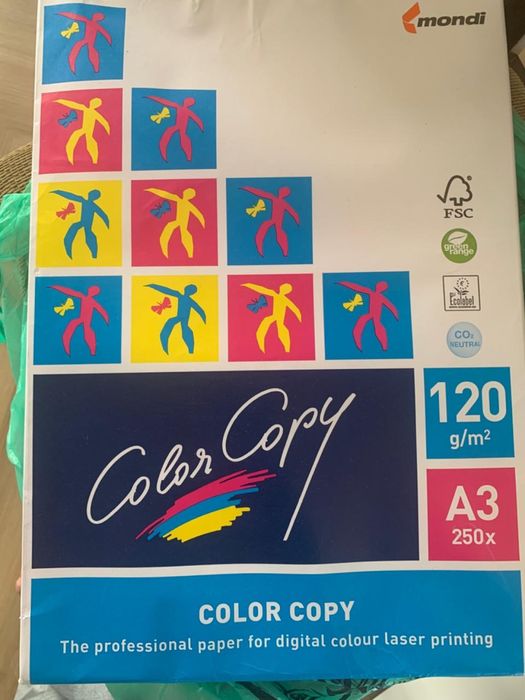 mondi
FSC
green
range
Ecolabel
CO₂
NEUTRAL
Color Copy
120
g/m²
A3
250x
COLOR COPY
The professional paper for digital colour laser printing